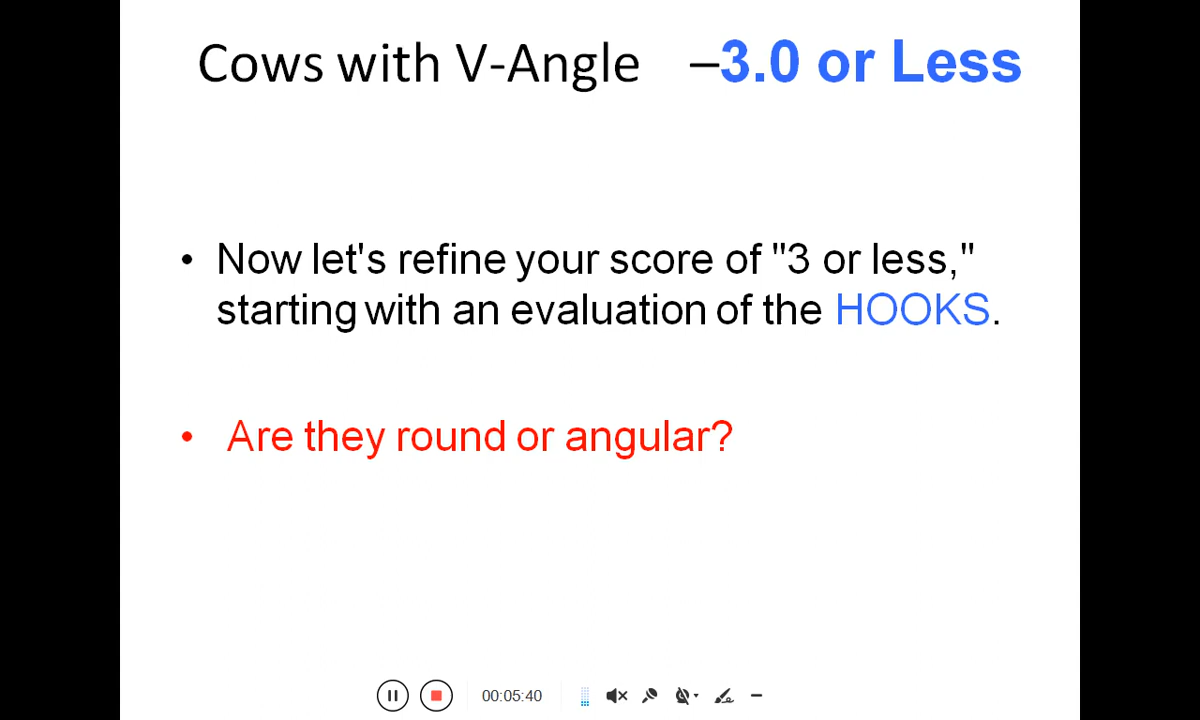 Cows with V-Angle –3.0 or Less
• Now let's refine your score of "3 or less,"
starting with an evaluation of the HOOKS.
• Are they round or angular?
00:05:40